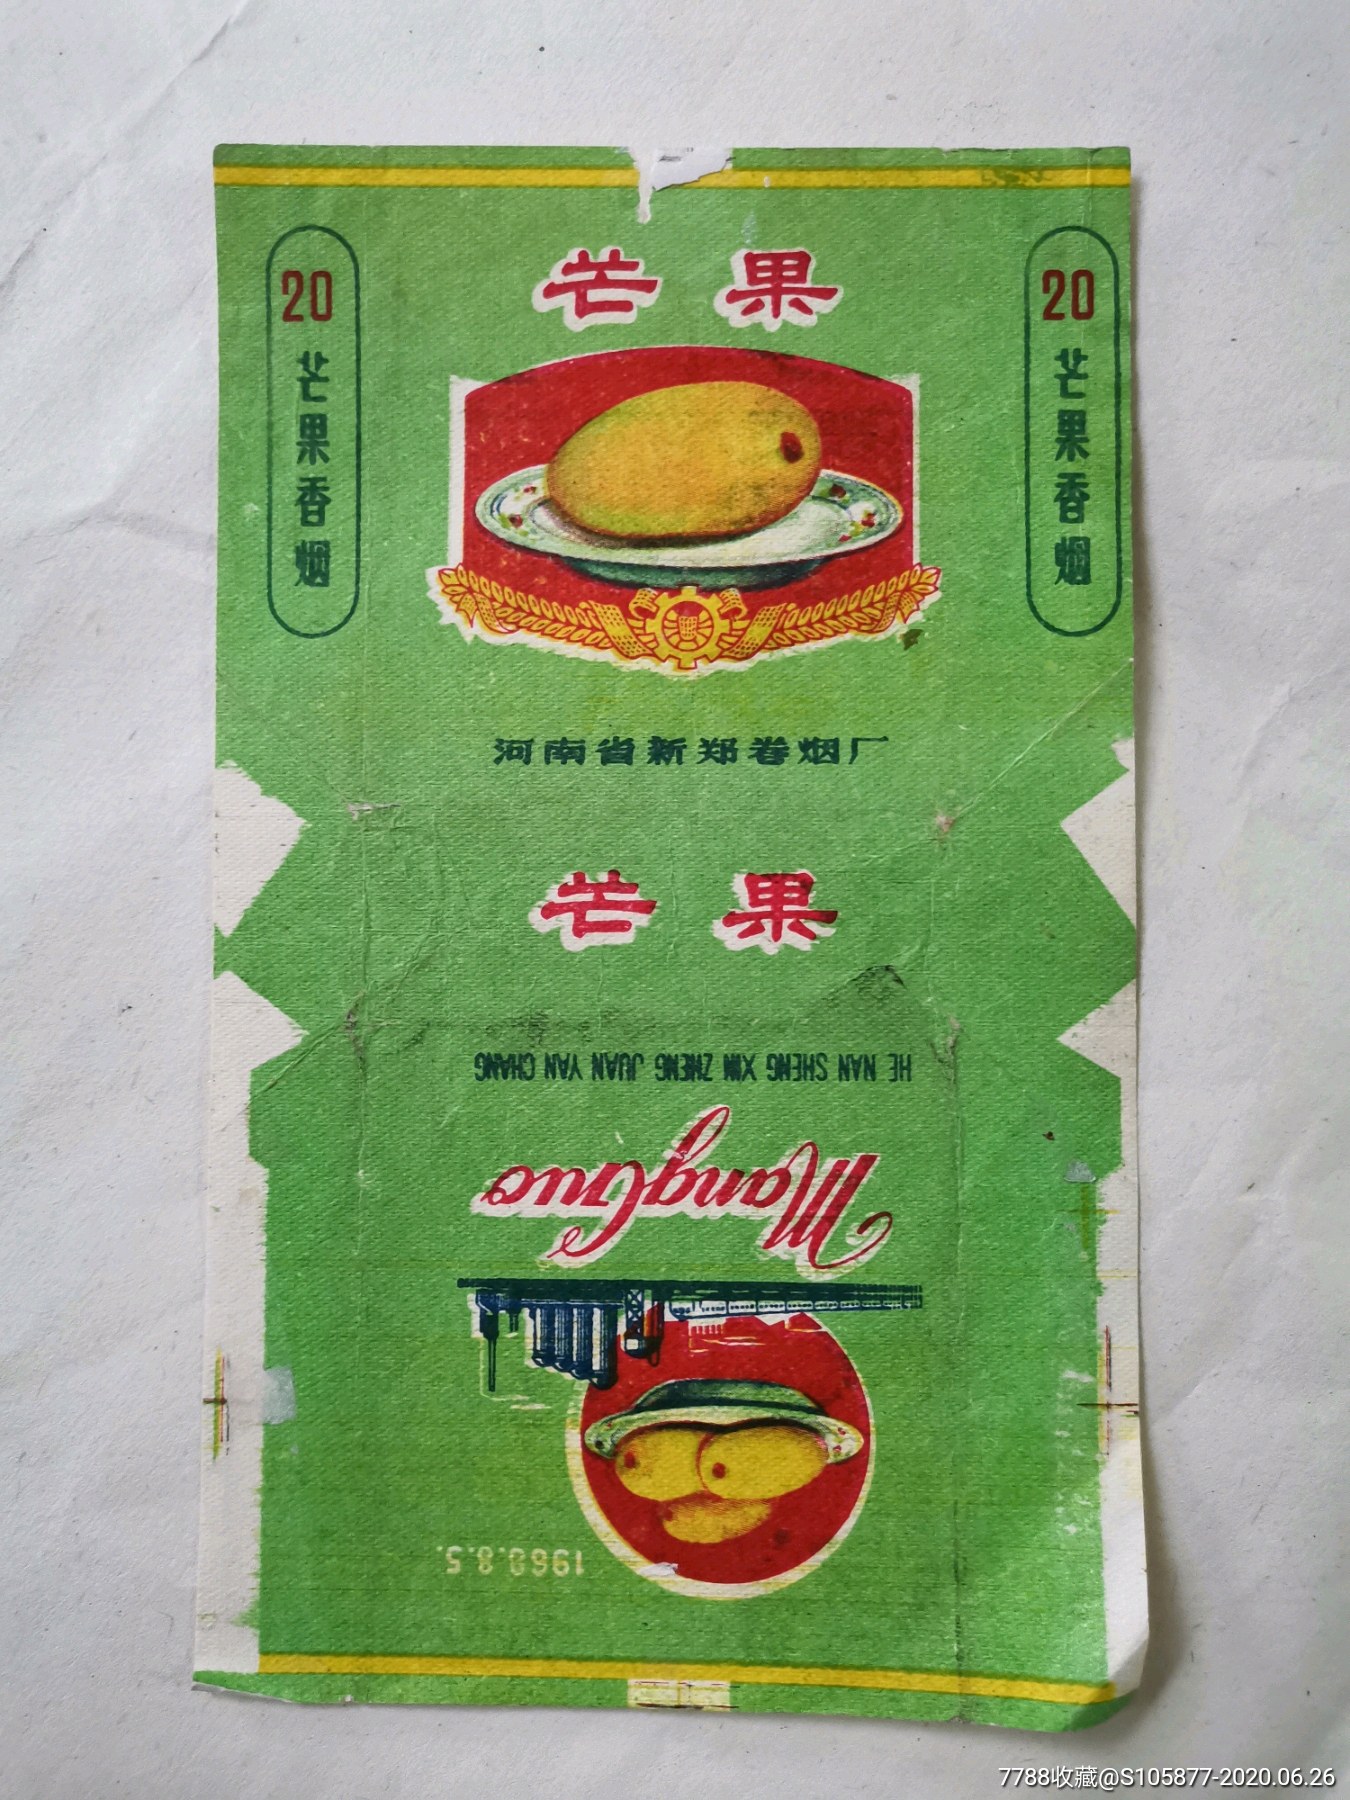 芒果
20
芒果香烟
20
芒果香烟
河南省新郑卷烟厂
芒果
HE NAN SHENG XIN ZHENG JUAN YAN CHANG
MangGuo
1968.8.5.
7788收藏@S105877-2020.06.26